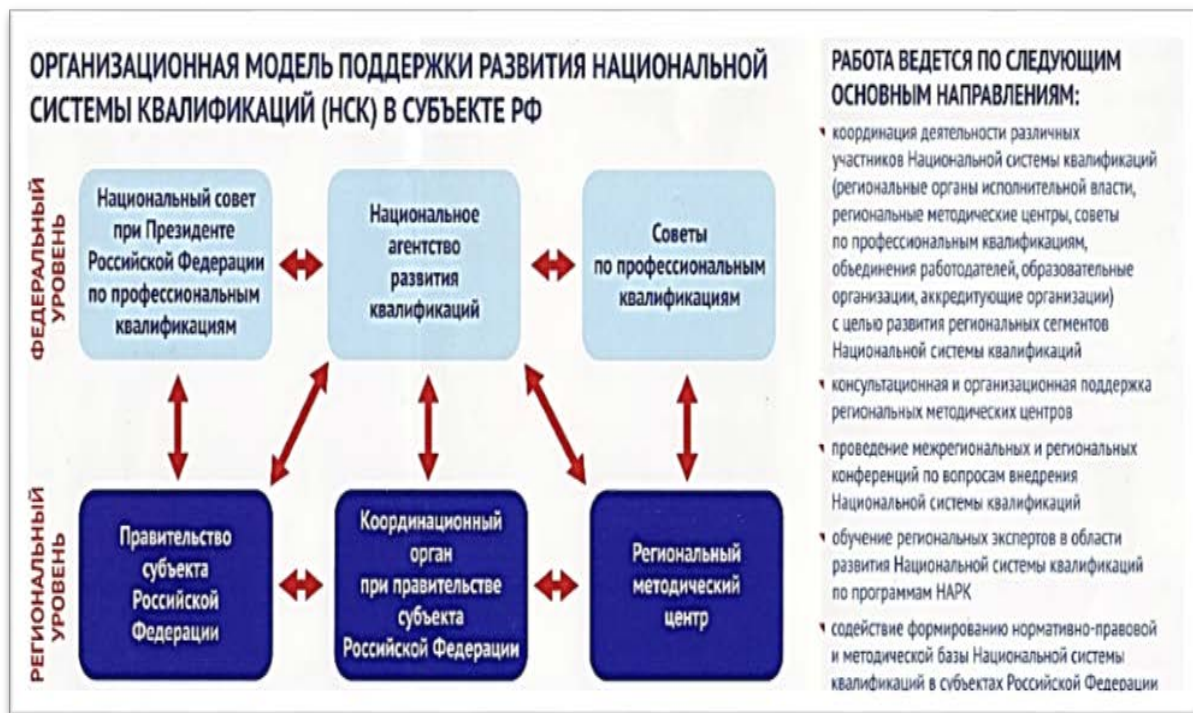 ОРГАНИЗАЦИОННАЯ МОДЕЛЬ ПОДДЕРЖКИ РАЗВИТИЯ НАЦИОНАЛЬНОЙ
СИСТЕМЫ КВАЛИФИКАЦИЙ (НСК) В СУБЪЕКТЕ РФ
ФЕДЕРАЛЬНЫЙ
УРОВЕНЬ
Национальный совет
при Президенте
Российской Федерации
по профессиональным
квалификациям
Национальное
агентство
развития
квалификаций
Советы
по профессиональным
квалификациям
РЕГИОНАЛЬНЫЙ
УРОВЕНЬ
Правительство
субъекта
Российской
Федерации
Координационный
орган
при правительстве
субъекта
Российской Федерации
Региональный
методический
центр
РАБОТА ВЕДЕТСЯ ПО СЛЕДУЮЩИМ
ОСНОВНЫМ НАПРАВЛЕНИЯМ:
координация деятельности различных
участников Национальной системы квалификаций
(региональные органы исполнительной власти,
региональные методические центры, советы
по профессиональным квалификациям,
объединения работодателей, образовательные
организации, аккредитующие организации)
с целью развития региональных сегментов
Национальной системы квалификаций
консультационная и организационная поддержка
региональных методических центров
проведение межрегиональных и региональных
конференций по вопросам внедрения
Национальной системы квалификаций
обучение региональных экспертов в области
развития Национальной системы квалификаций
по программам НАРК
содействие формированию нормативно-правовой
и методической базы Национальной системы
квалификаций в субъектах Российской Федерации